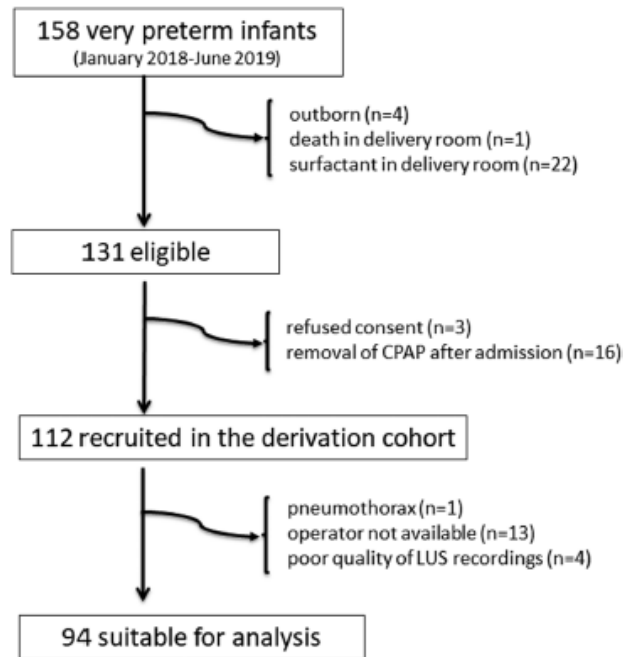 158 very preterm infants
(January 2018-June 2019)
outborn (n=4)
death in delivery room (n=1)
surfactant in delivery room (n=22)
131 eligible
refused consent (n=3)
removal of CPAP after admission (n=16)
112 recruited in the derivation cohort
pneumothorax (n=1)
operator not available (n=13)
poor quality of LUS recordings (n=4)
94 suitable for analysis